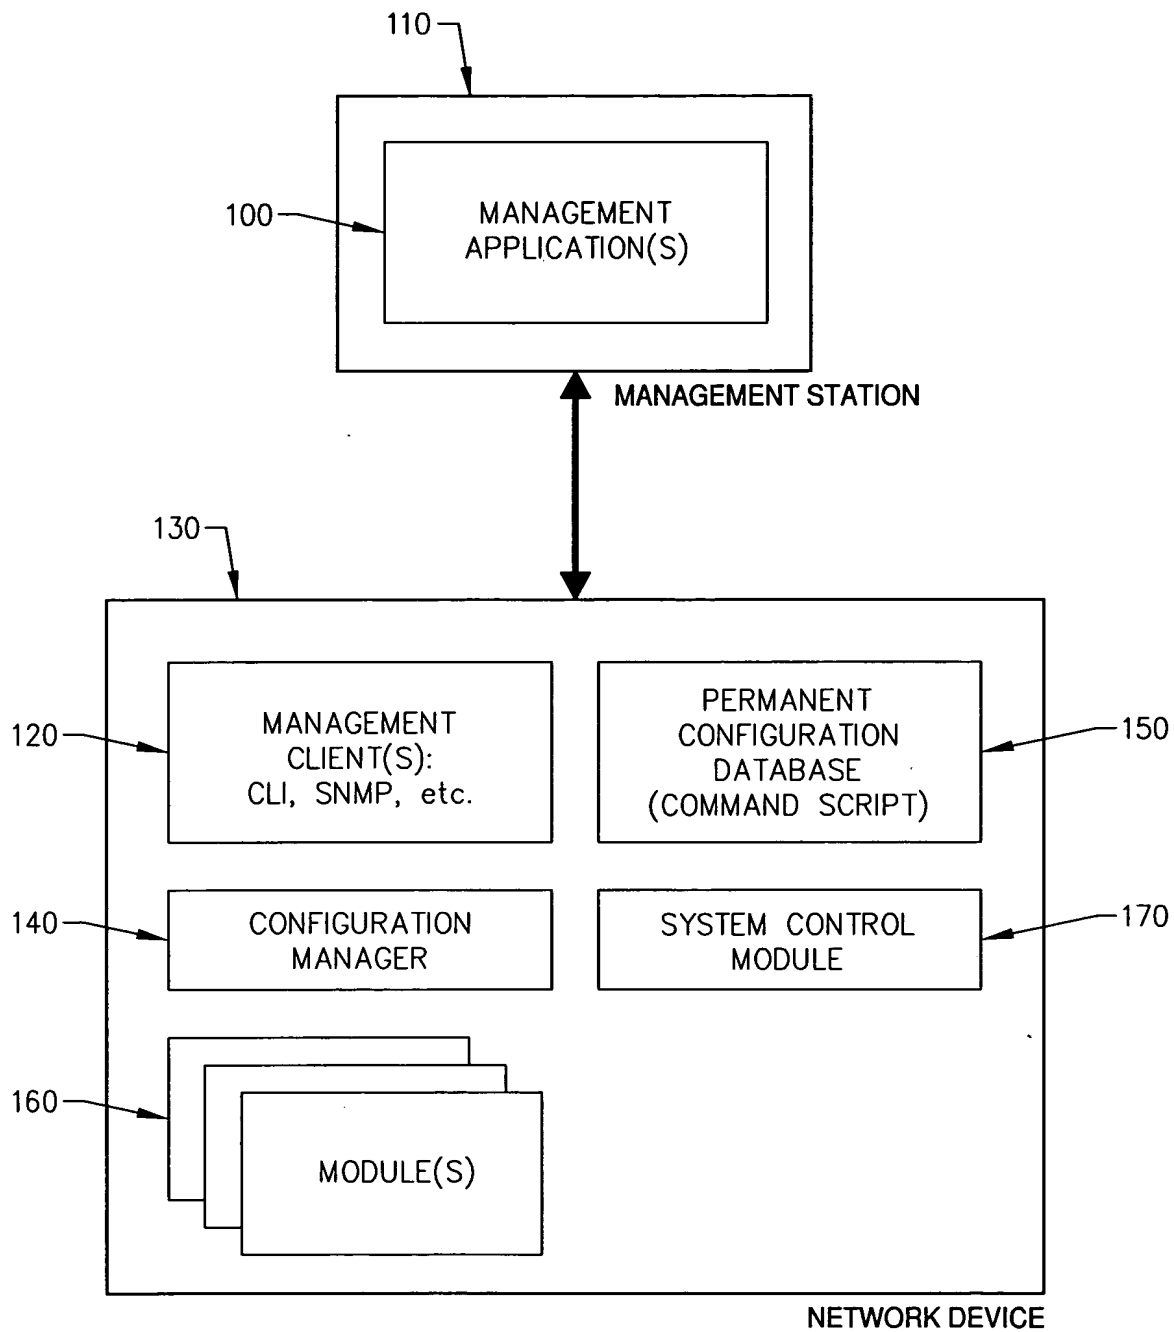 110
100
MANAGEMENT
APPLICATION(S)
MANAGEMENT STATION
130
120
MANAGEMENT
CLIENT(S):
CLI, SNMP, etc.
PERMANENT
CONFIGURATION
DATABASE
(COMMAND SCRIPT)
150
140
CONFIGURATION
MANAGER
SYSTEM CONTROL
MODULE
170
160
MODULE(S)
NETWORK DEVICE